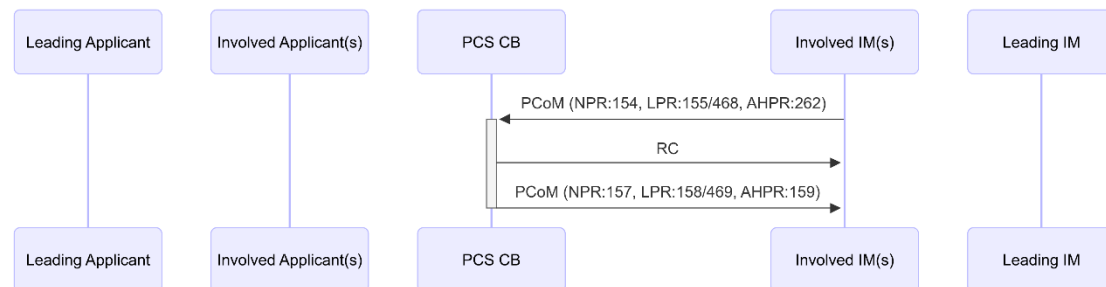 Leading Applicant
Involved Applicant(s)
PCS CB
Involved IM(s)
Leading IM
PCoM (NPR:154, LPR:155/468, AHPR:262)
RC
PCoM (NPR:157, LPR:158/469, AHPR:159)
Leading Applicant
Involved Applicant(s)
PCS CB
Involved IM(s)
Leading IM